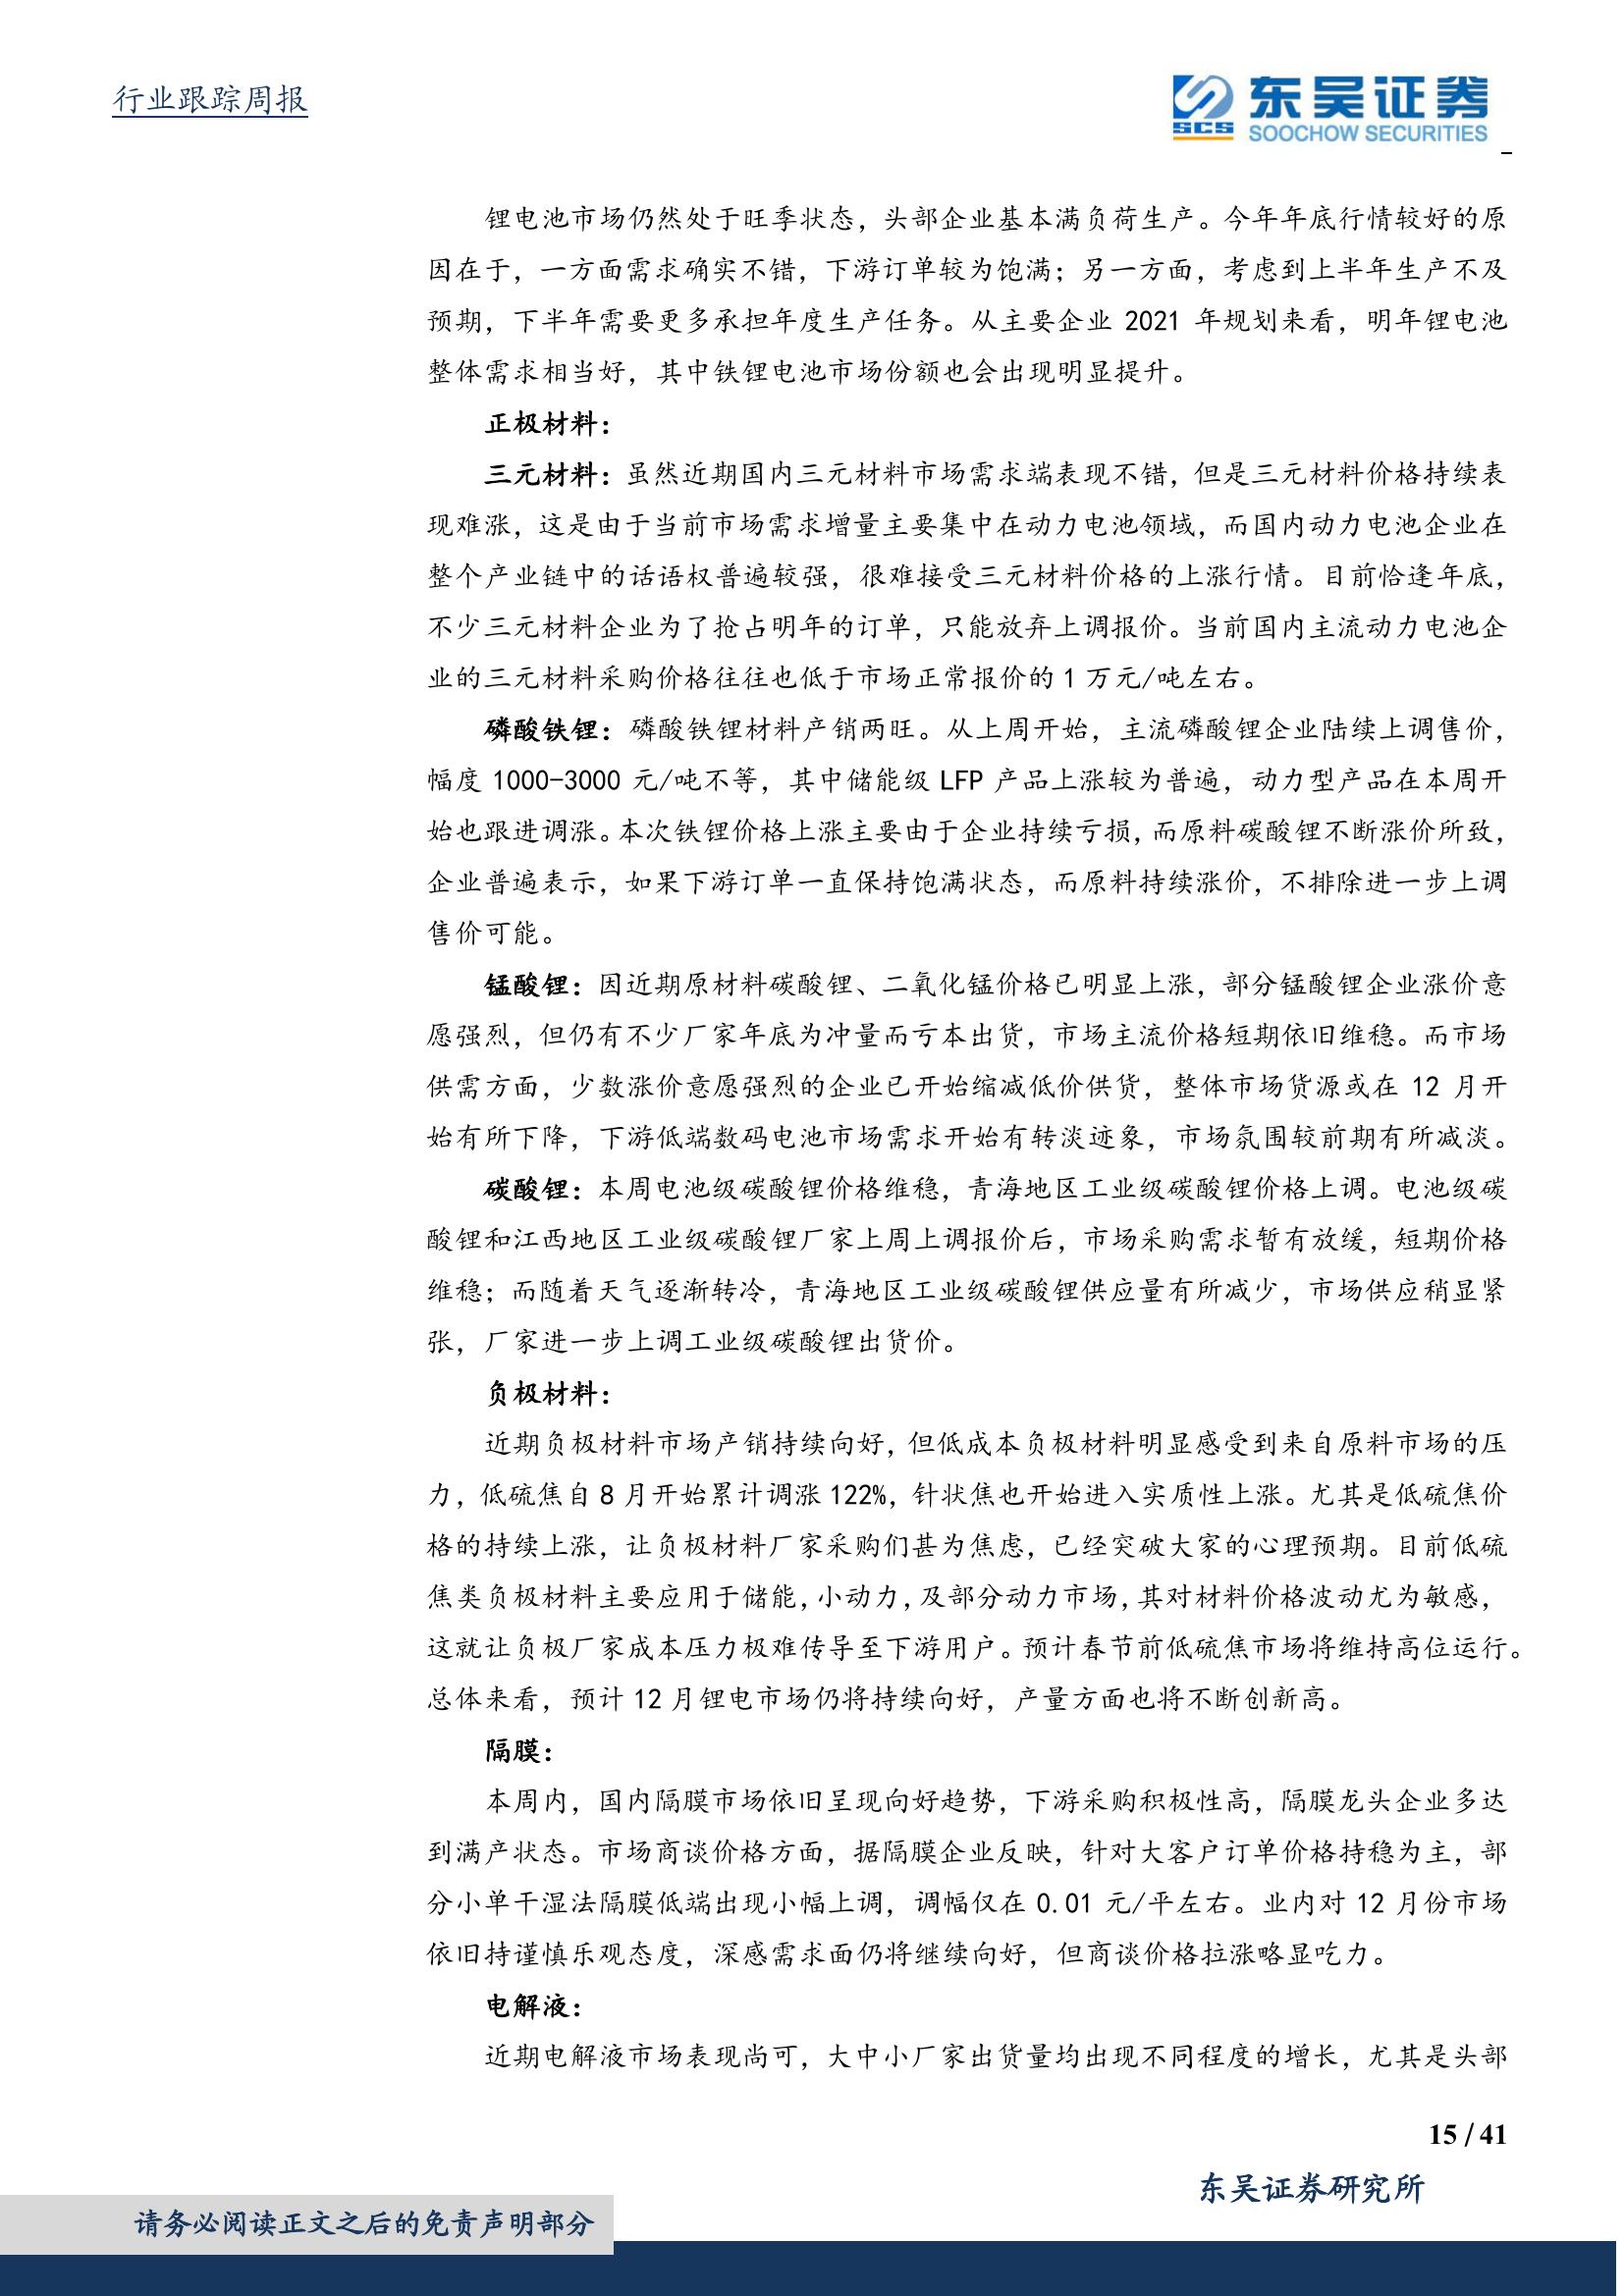 行业跟踪周报
东吴证券
SCS
SOOCHOW SECURITIES
锂电池市场仍然处于旺季状态，头部企业基本满负荷生产。今年年底行情较好的原
因在于，一方面需求确实不错，下游订单较为饱满；另一方面，考虑到上半年生产不及
预期，下半年需要更多承担年度生产任务。从主要企业 2021 年规划来看，明年锂电池
整体需求相当好，其中铁锂电池市场份额也会出现明显提升。
正极材料：
三元材料：虽然近期国内三元材料市场需求端表现不错，但是三元材料价格持续表
现难涨，这是由于当前市场需求增量主要集中在动力电池领域，而国内动力电池企业在
整个产业链中的话语权普遍较强，很难接受三元材料价格的上涨行情。目前恰逢年底，
不少三元材料企业为了抢占明年的订单，只能放弃上调报价。当前国内主流动力电池企
业的三元材料采购价格往往也低于市场正常报价的 1 万元/吨左右。
磷酸铁锂：磷酸铁锂材料产销两旺。从上周开始，主流磷酸锂企业陆续上调售价，
幅度 1000-3000 元/吨不等，其中储能级 LFP 产品上涨较为普遍，动力型产品在本周开
始也跟进调涨。本次铁锂价格上涨主要由于企业持续亏损，而原料碳酸锂不断涨价所致，
企业普遍表示，如果下游订单一直保持饱满状态，而原料持续涨价，不排除进一步上调
售价可能。
锰酸锂：因近期原材料碳酸锂、二氧化锰价格已明显上涨，部分锰酸锂企业涨价意
愿强烈，但仍有不少厂家年底为冲量而亏本出货，市场主流价格短期依旧维稳。而市场
供需方面，少数涨价意愿强烈的企业已开始缩减低价供货，整体市场货源或在 12 月开
始有所下降，下游低端数码电池市场需求开始有转淡迹象，市场氛围较前期有所减淡。
碳酸锂：本周电池级碳酸锂价格维稳，青海地区工业级碳酸锂价格上调。电池级碳
酸锂和江西地区工业级碳酸锂厂家上周上调报价后，市场采购需求暂有放缓，短期价格
维稳；而随着天气逐渐转冷，青海地区工业级碳酸锂供应量有所减少，市场供应稍显紧
张，厂家进一步上调工业级碳酸锂出货价。
负极材料：
近期负极材料市场产销持续向好，但低成本负极材料明显感受到来自原料市场的压
力，低硫焦自 8 月开始累计调涨 122%，针状焦也开始进入实质性上涨。尤其是低硫焦价
格的持续上涨，让负极材料厂家采购们甚为焦虑，已经突破大家的心理预期。目前低硫
焦类负极材料主要应用于储能，小动力，及部分动力市场，其对材料价格波动尤为敏感，
这就让负极厂家成本压力极难传导至下游用户。预计春节前低硫焦市场将维持高位运行。
总体来看，预计 12 月锂电市场仍将持续向好，产量方面也将不断创新高。
隔膜：
本周内，国内隔膜市场依旧呈现向好趋势，下游采购积极性高，隔膜龙头企业多达
到满产状态。市场商谈价格方面，据隔膜企业反映，针对大客户订单价格持稳为主，部
分小单干湿法隔膜低端出现小幅上调，调幅仅在 0.01 元/平左右。业内对 12 月份市场
依旧持谨慎乐观态度，深感需求面仍将继续向好，但商谈价格拉涨略显吃力。
电解液：
近期电解液市场表现尚可，大中小厂家出货量均出现不同程度的增长，尤其是头部
15 / 41
东吴证券研究所
请务必阅读正文之后的免责声明部分